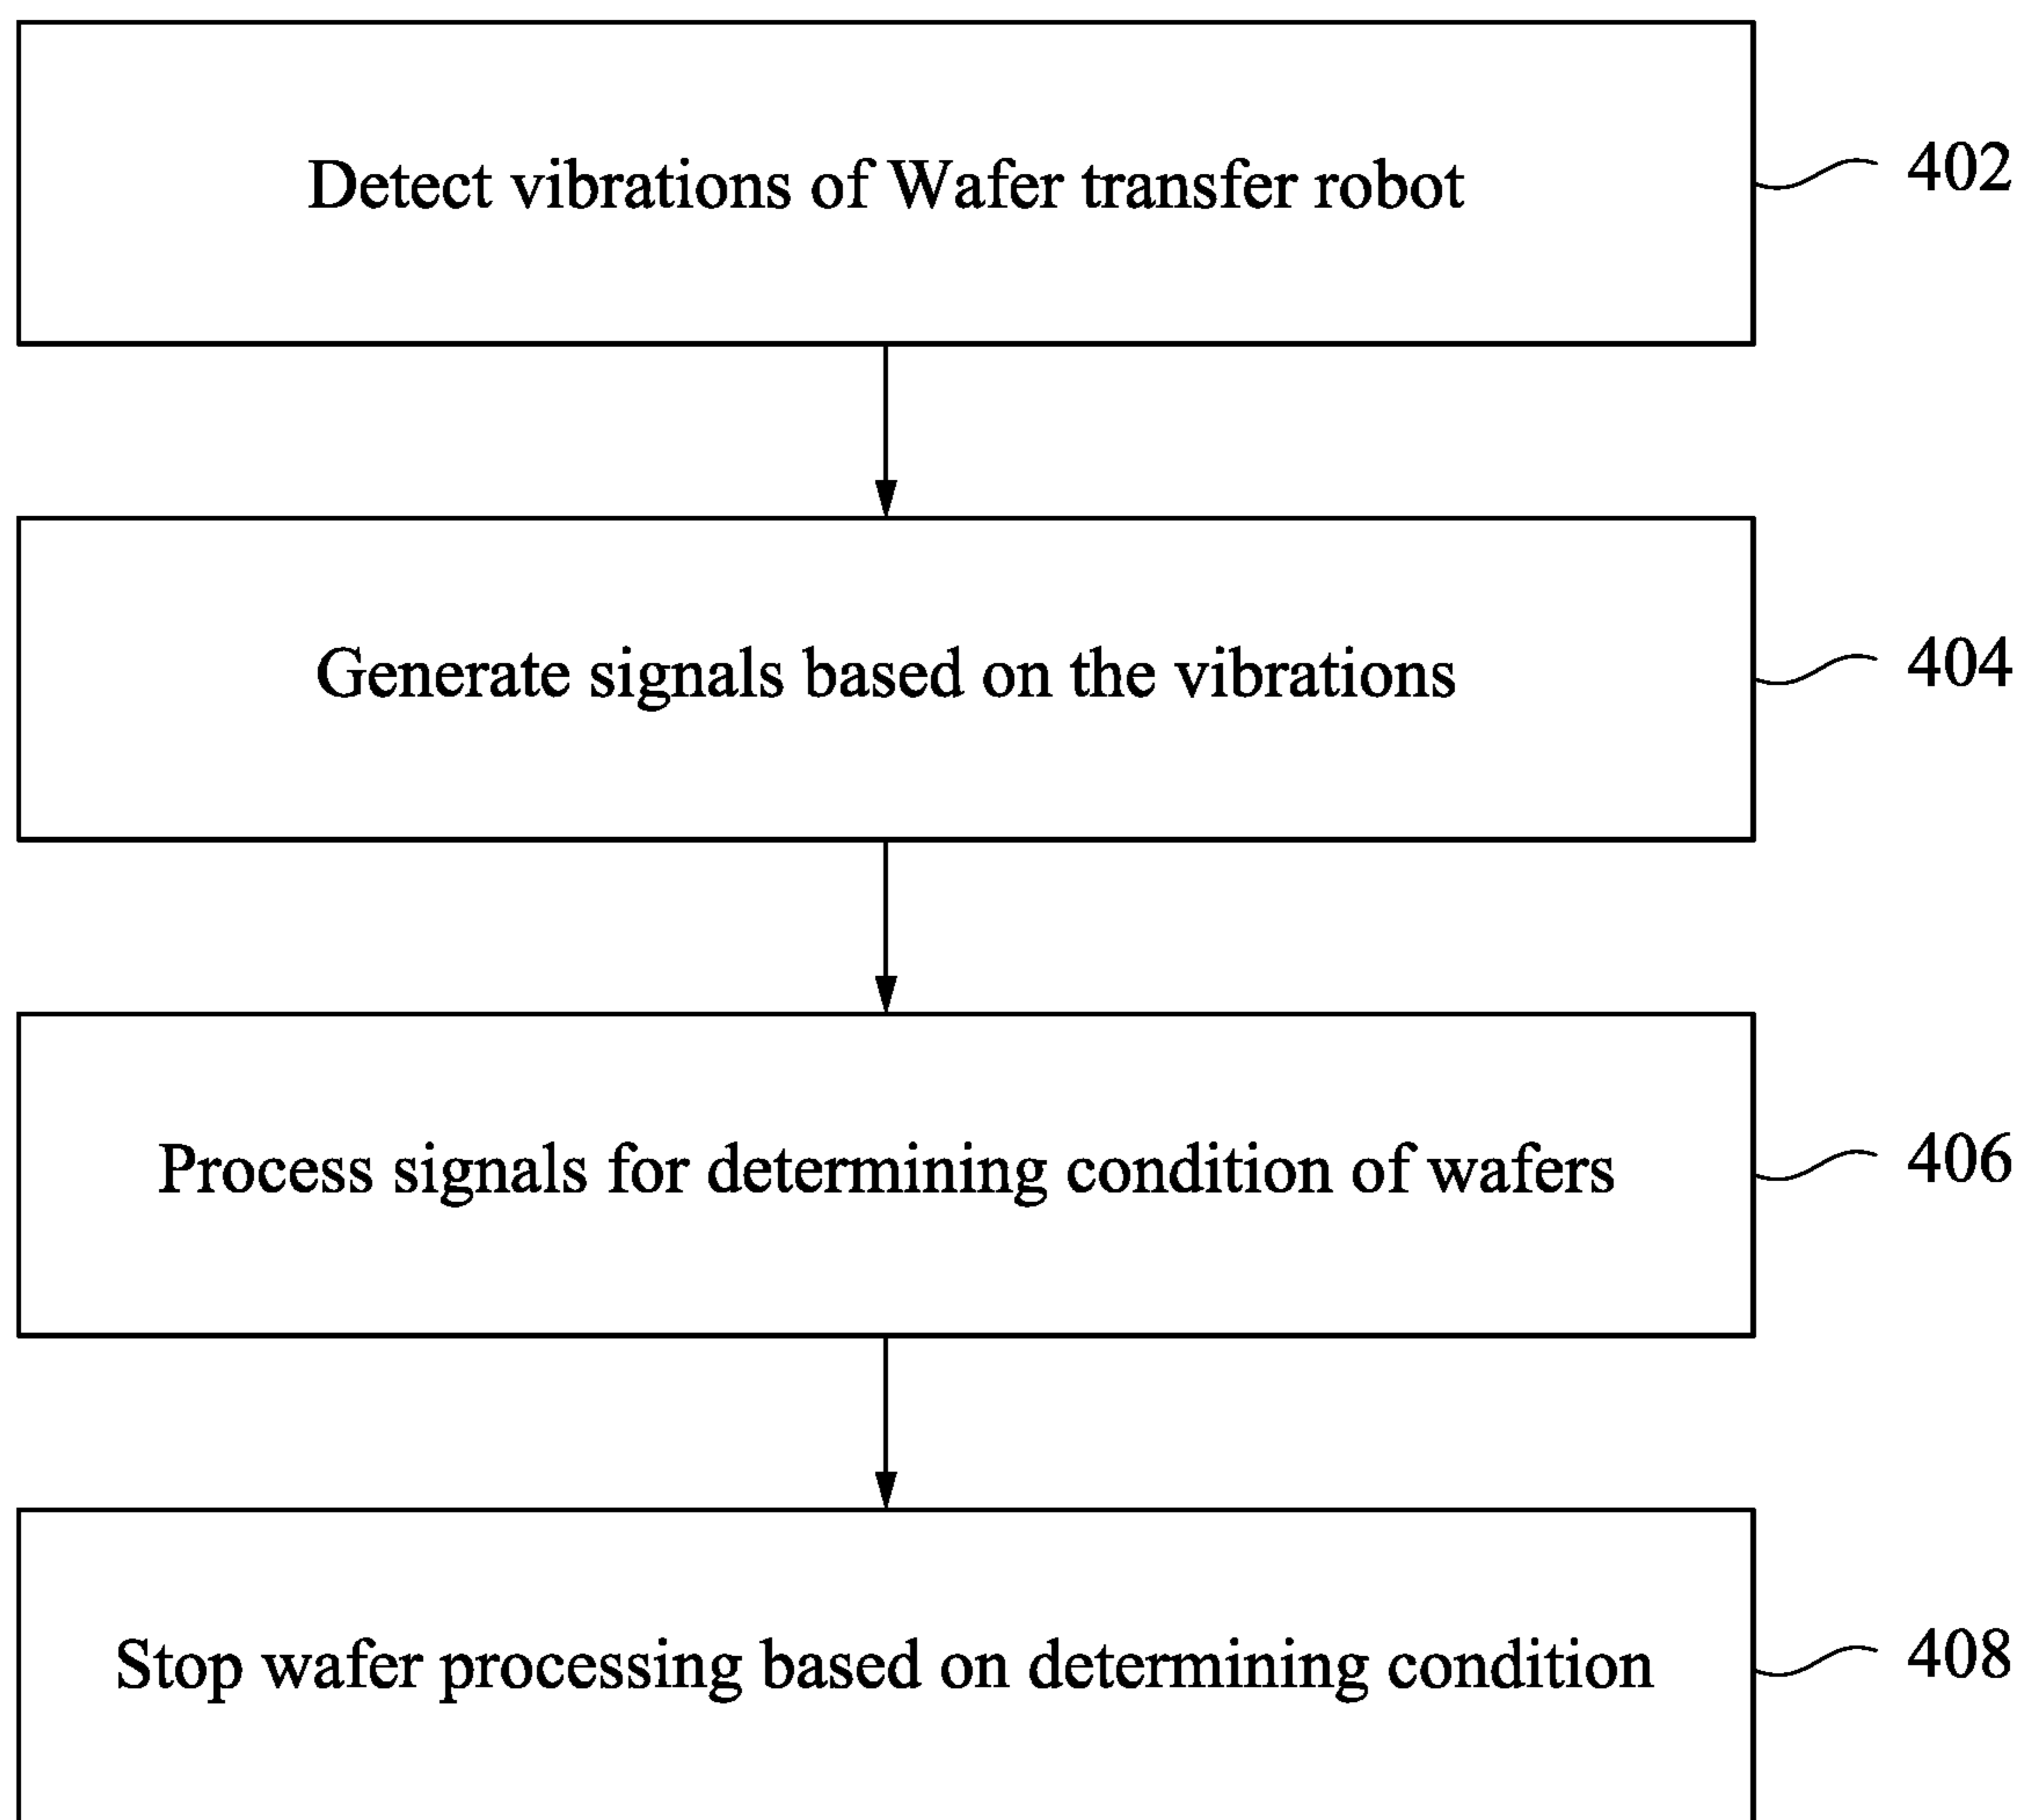 Detect vibrations of Wafer transfer robot
402
Generate signals based on the vibrations
404
Process signals for determining condition of wafers
406
Stop wafer processing based on determining condition
408